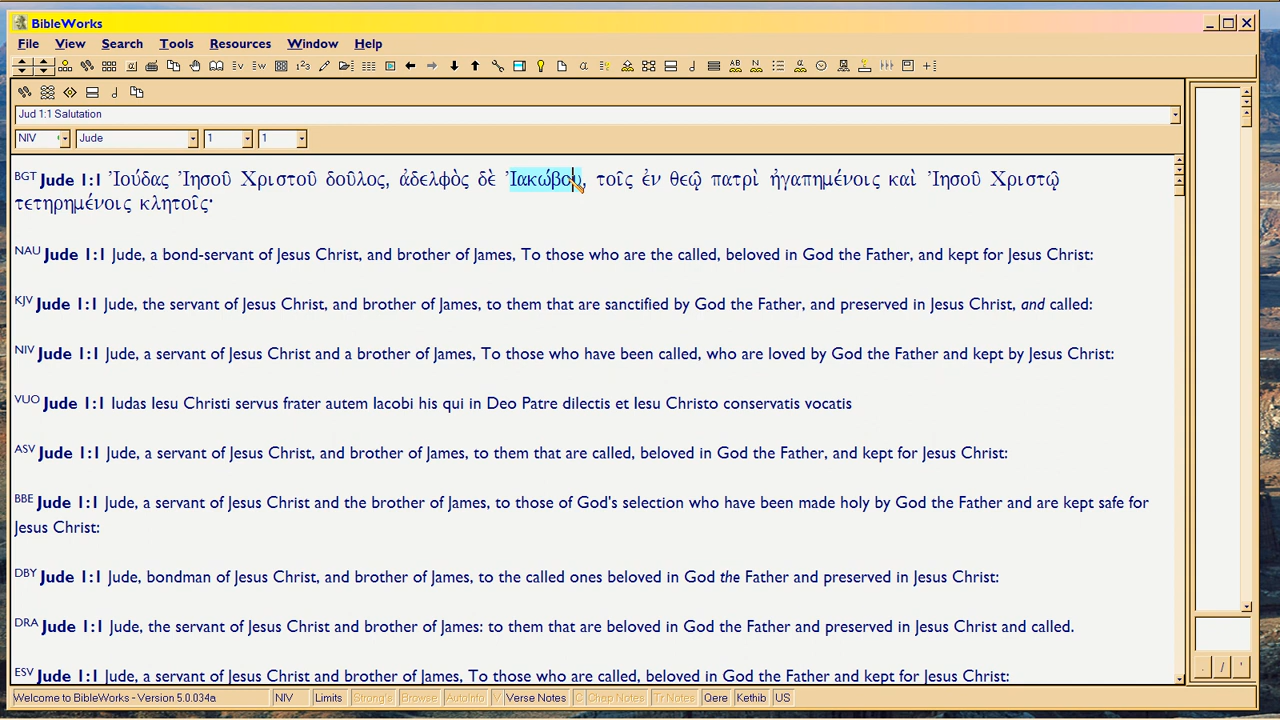 BibleWorks
File View Search Tools Resources Window Help
Jud 1:1 Salutation
NIV Jude 1 1
BGT Jude 1:1 Ἰούδας Ἰησοῦ Χριστοῦ δοῦλος, ἀδελφὸς δὲ Ἰακώβου, τοῖς ἐν θεῷ πατρὶ ἠγαπημένοις καὶ Ἰησοῦ Χριστῷ
τετηρημένοις κλητοῖς·
NAU Jude 1:1 Jude, a bond-servant of Jesus Christ, and brother of James, To those who are the called, beloved in God the Father, and kept for Jesus Christ:
KJV Jude 1:1 Jude, the servant of Jesus Christ, and brother of James, to them that are sanctified by God the Father, and preserved in Jesus Christ, and called:
NIV Jude 1:1 Jude, a servant of Jesus Christ and a brother of James, To those who have been called, who are loved by God the Father and kept by Jesus Christ:
VUO Jude 1:1 Iudas Iesu Christi servus frater autem Iacobi his qui in Deo Patre dilectis et Iesu Christo conservatis vocatis
ASV Jude 1:1 Jude, a servant of Jesus Christ, and brother of James, to them that are called, beloved in God the Father, and kept for Jesus Christ:
BBE Jude 1:1 Jude, a servant of Jesus Christ and the brother of James, to those of God's selection who have been made holy by God the Father and are kept safe for
Jesus Christ:
DBY Jude 1:1 Jude, bondman of Jesus Christ, and brother of James, to the called ones beloved in God the Father and preserved in Jesus Christ:
DRA Jude 1:1 Jude, the servant of Jesus Christ and brother of James: to them that are beloved in God the Father and preserved in Jesus Christ and called.
ESV Jude 1:1 Jude, a servant of Jesus Christ and brother of James, To those who are called, beloved in God the Father and kept for Jesus Christ:
Welcome to BibleWorks - Version 5.0.034a NIV Limits Strong's Browse AutoInfo V Verse Notes C Chap Notes Tr.Notes Qere Kethib US